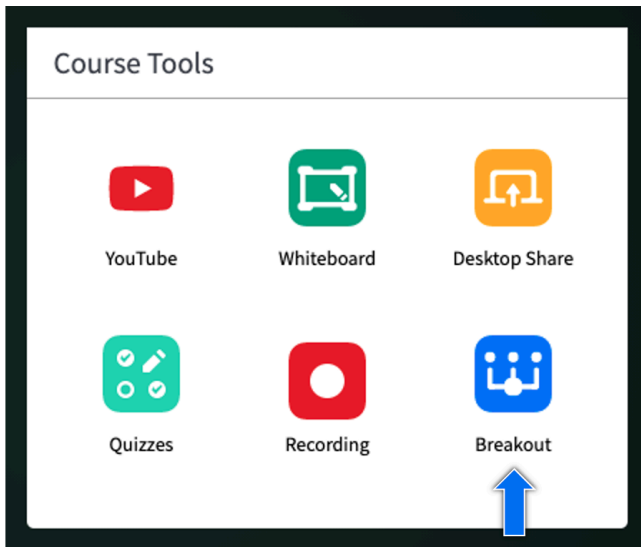 Course Tools
YouTube
Whiteboard
Desktop Share
Quizzes
Recording
Breakout